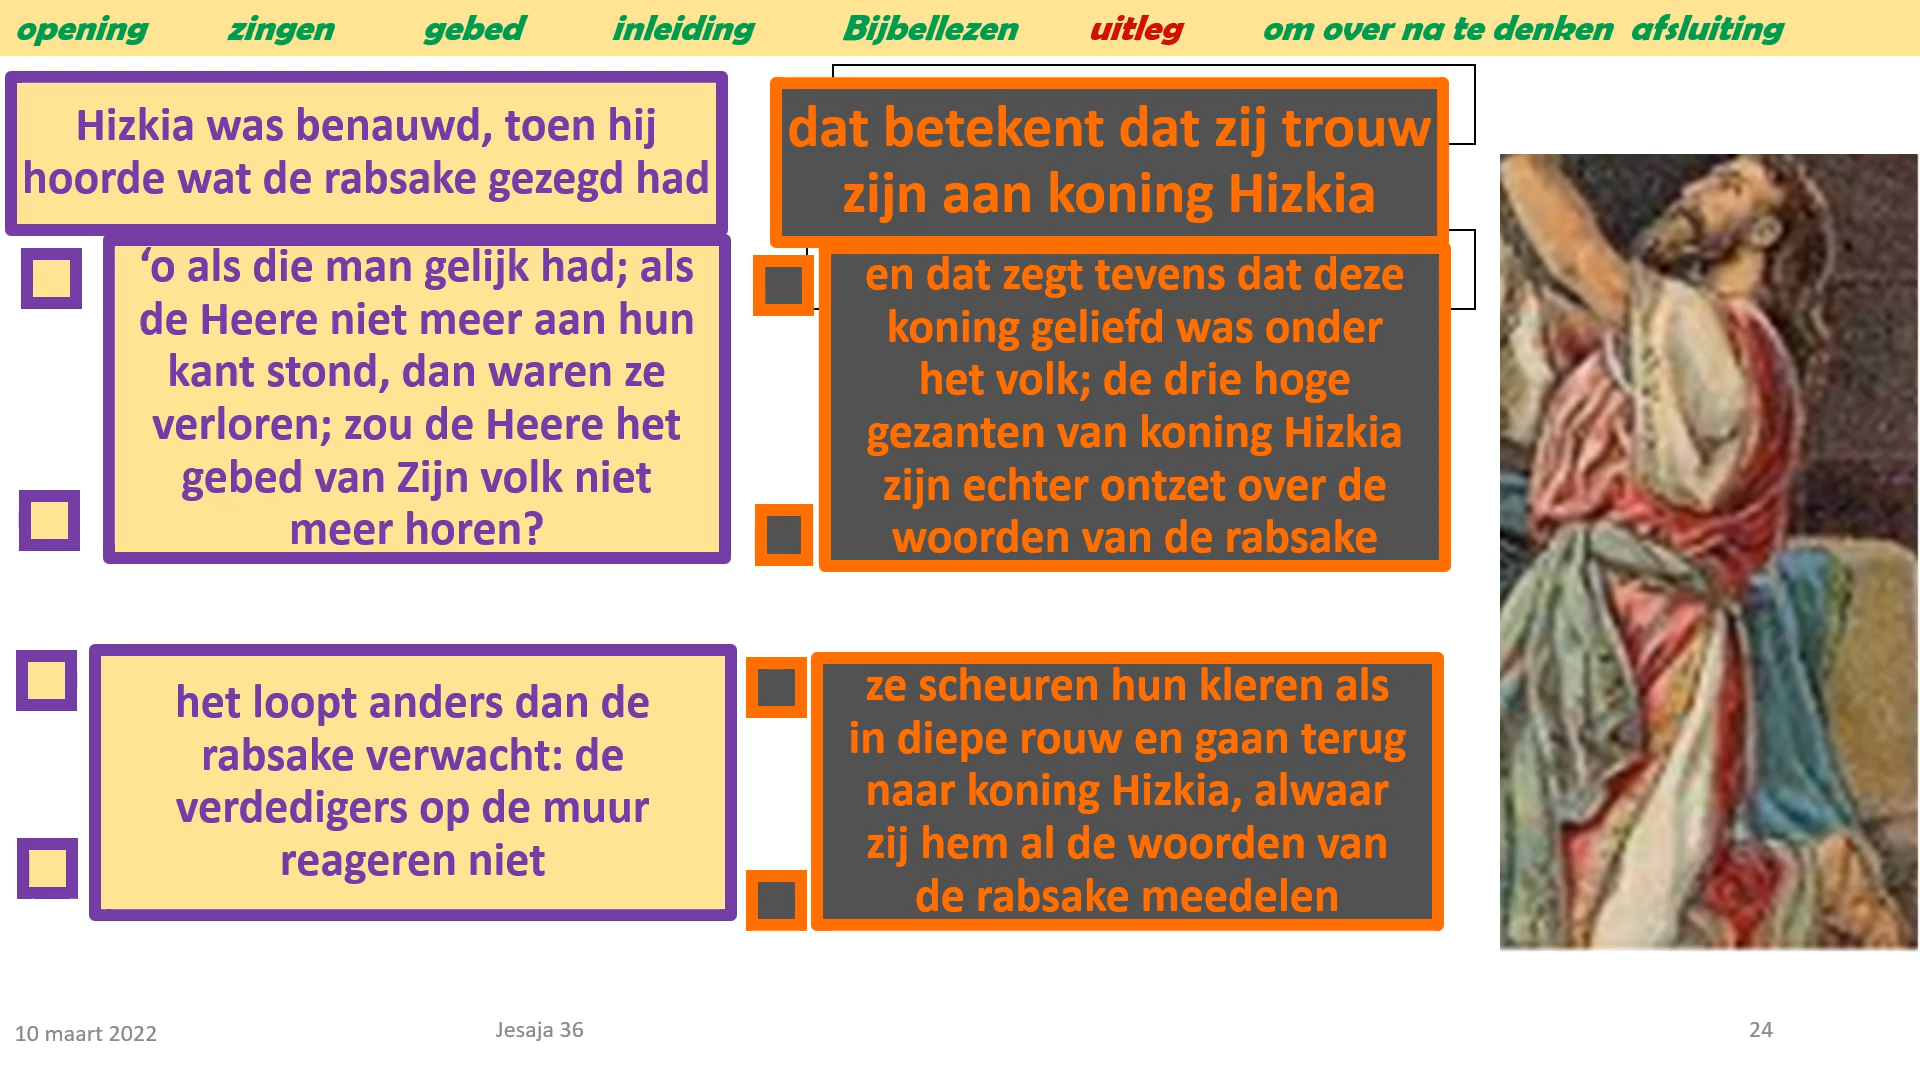 opening zingen gebed inleiding Bijbellezen uitleg om over na te denken afsluiting
Hizkia was benauwd, toen hij
hoorde wat de rabsake gezegd had
‘o als die man gelijk had; als
de Heere niet meer aan hun
kant stond, dan waren ze
verloren; zou de Heere het
gebed van Zijn volk niet
meer horen?
het loopt anders dan de
rabsake verwacht: de
verdedigers op de muur
reageren niet
dat betekent dat zij trouw
zijn aan koning Hizkia
en dat zegt tevens dat deze
koning geliefd was onder
het volk; de drie hoge
gezanten van koning Hizkia
zijn echter ontzet over de
woorden van de rabsake
ze scheuren hun kleren als
in diepe rouw en gaan terug
naar koning Hizkia, alwaar
zij hem al de woorden van
de rabsake meedelen
10 maart 2022
Jesaja 36
24